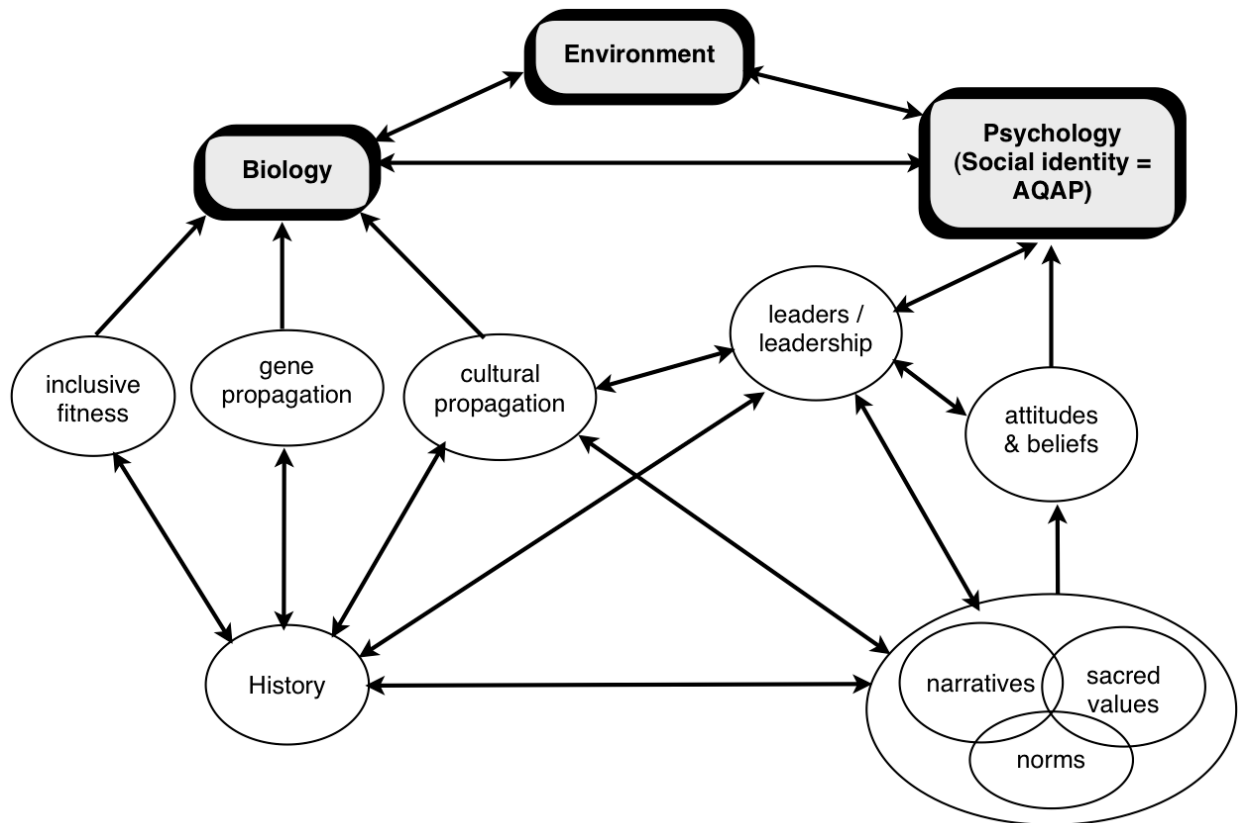 Environment
Psychology
(Social identity =
AQAP)
Biology
leaders /
leadership
inclusive
fitness
gene
propagation
cultural
propagation
attitudes
& beliefs
History
narratives
sacred
values
norms